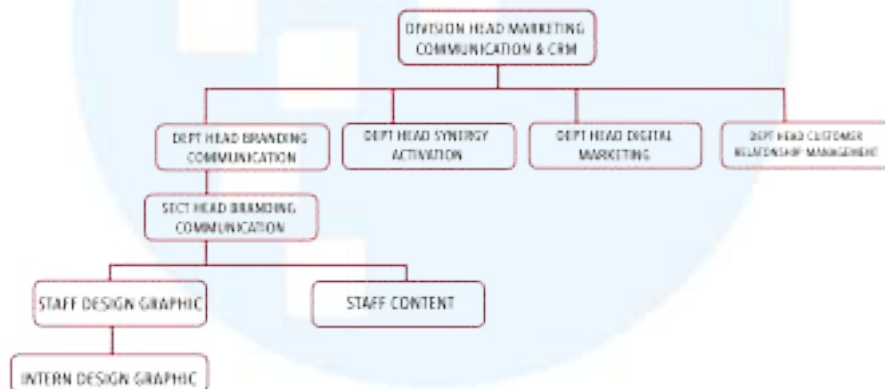 DIVISION HEAD MARKETING
COMMUNICATION & CRM
DEPT HEAD BRANDING
COMMUNICATION
DEPT HEAD SYNERGY
ACTIVATION
DEPT HEAD DIGITAL
MARKETING
DEPT HEAD CUSTOMER
RELATIONSHIP MANAGEMENT
SECT HEAD BRANDING
COMMUNICATION
STAFF DESIGN GRAPHIC
STAFF CONTENT
INTERN DESIGN GRAPHIC